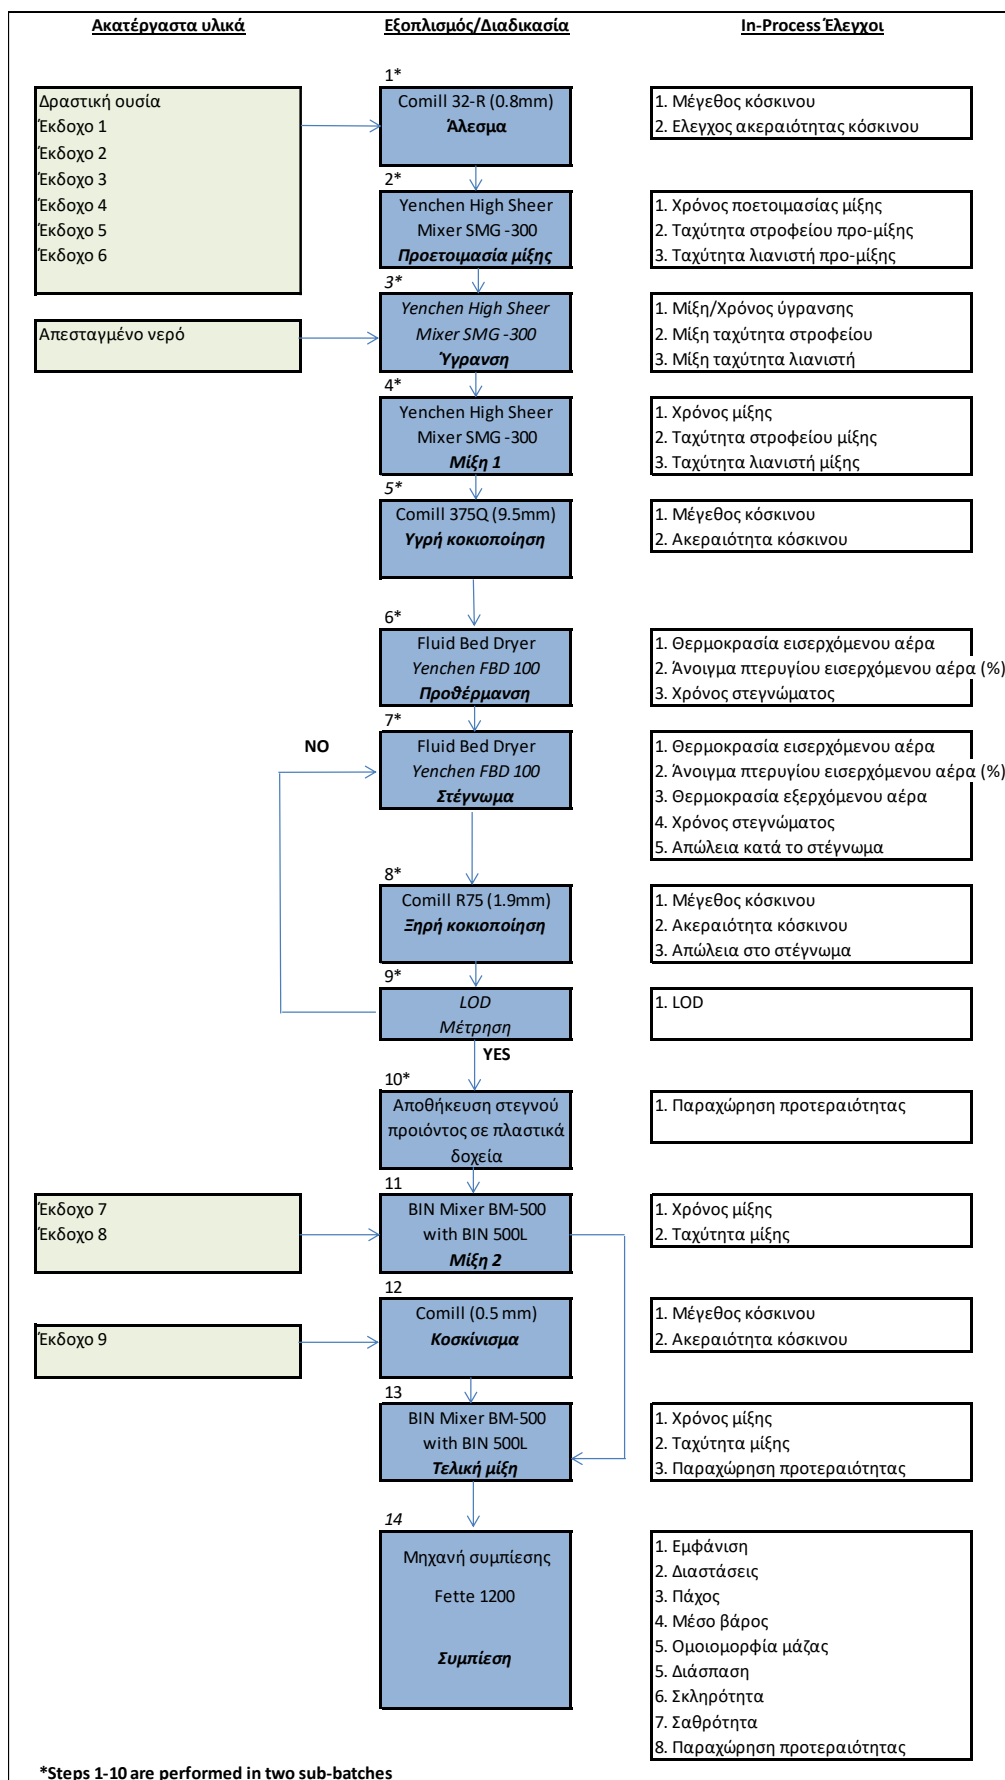 Ακατέργαστα υλικά
Εξοπλισμός/Διαδικασία
In-Process Έλεγχοι
1*
Δραστική ουσία
Έκδοχο 1
Έκδοχο 2
Έκδοχο 3
Έκδοχο 4
Έκδοχο 5
Έκδοχο 6
Comill 32-R (0.8mm)
Άλεσμα
1. Μέγεθος κόσκινου
2. Ελεγχος ακεραιότητας κόσκινου
2*
Yenchen High Sheer
Mixer SMG -300
Προετοιμασία μίξης
1. Χρόνος ποετοιμασίας μίξης
2. Ταχύτητα στροφείου προ-μίξης
3. Ταχύτητα λιανιστή προ-μίξης
3*
Απεσταγμένο νερό
Yenchen High Sheer
Mixer SMG -300
Ύγρανση
1. Μίξη/Χρόνος ύγρανσης
2. Μίξη ταχύτητα στροφείου
3. Μίξη ταχύτητα λιανιστή
4*
Yenchen High Sheer
Mixer SMG -300
Μίξη 1
1. Χρόνος μίξης
2. Ταχύτητα στροφείου μίξης
3. Ταχύτητα λιανιστή μίξης
5*
Comill 375Q (9.5mm)
Υγρή κοκιοποίηση
1. Μέγεθος κόσκινου
2. Ακεραιότητα κόσκινου
6*
Fluid Bed Dryer
Yenchen FBD 100
Προθέρμανση
1. Θερμοκρασία εισερχόμενου αέρα
2. Άνοιγμα πτερυγίου εισερχόμενου αέρα (%)
3. Χρόνος στεγνώματος
7*
NO
Fluid Bed Dryer
Yenchen FBD 100
Στέγνωμα
1. Θερμοκρασία εισερχόμενου αέρα
2. Άνοιγμα πτερυγίου εισερχόμενου αέρα (%)
3. Θερμοκρασία εξερχόμενου αέρα
4. Χρόνος στεγνώματος
5. Απώλεια κατά το στέγνωμα
8*
Comill R75 (1.9mm)
Ξηρή κοκιοποίηση
1. Μέγεθος κόσκινου
2. Ακεραιότητα κόσκινου
3. Απώλεια στο στέγνωμα
9*
LOD
Μέτρηση
1. LOD
YES
10*
Αποθήκευση στεγνού
προιόντος σε πλαστικά
δοχεία
1. Παραχώρηση προτεραιότητας
11
Έκδοχο 7
Έκδοχο 8
BIN Mixer BM-500
with BIN 500L
Μίξη 2
1. Χρόνος μίξης
2. Ταχύτητα μίξης
12
Έκδοχο 9
Comill (0.5 mm)
Κοσκίνισμα
1. Μέγεθος κόσκινου
2. Ακεραιότητα κόσκινου
13
BIN Mixer BM-500
with BIN 500L
Τελική μίξη
1. Χρόνος μίξης
2. Ταχύτητα μίξης
3. Παραχώρηση προτεραιότητας
14
Μηχανή συμπίεσης
Fette 1200
Συμπίεση
1. Εμφάνιση
2. Διαστάσεις
3. Πάχος
4. Μέσο βάρος
5. Ομοιομορφία μάζας
5. Διάσπαση
6. Σκληρότητα
7. Σαθρότητα
8. Παραχώρηση προτεραιότητας
*Steps 1-10 are performed in two sub-batches